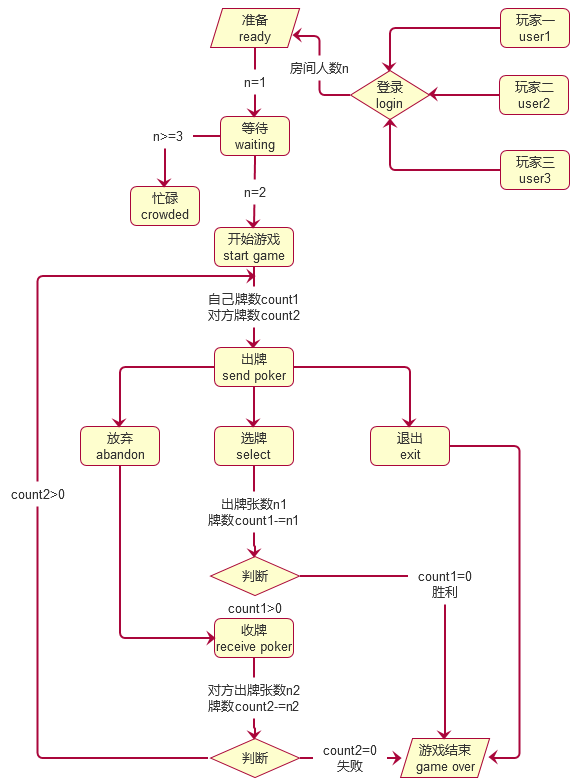 准备
ready
玩家一
user1
房间人数n
登录
login
n=1
玩家二
user2
n>=3
等待
waiting
玩家三
user3
忙碌
crowded
n=2
开始游戏
start game
自己牌数count1
对方牌数count2
出牌
send poker
放弃
abandon
选牌
select
退出
exit
count2>0
出牌张数n1
牌数count1-=n1
判断
count1=0
胜利
count1>0
收牌
receive poker
对方出牌张数n2
牌数count2-=n2
判断
count2=0
失败
游戏结束
game over